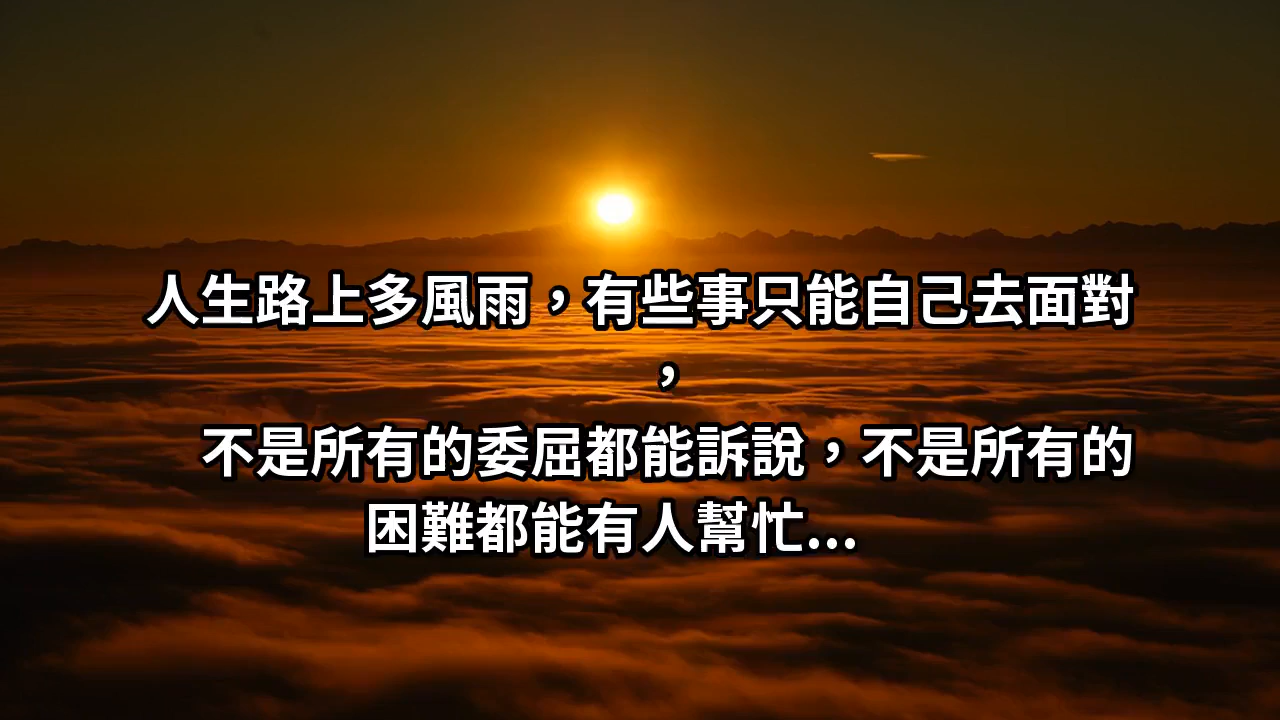 人生路上多風雨，有些事只能自己去面對
，
不是所有的委屈都能訴說，不是所有的
困難都能有人幫忙...